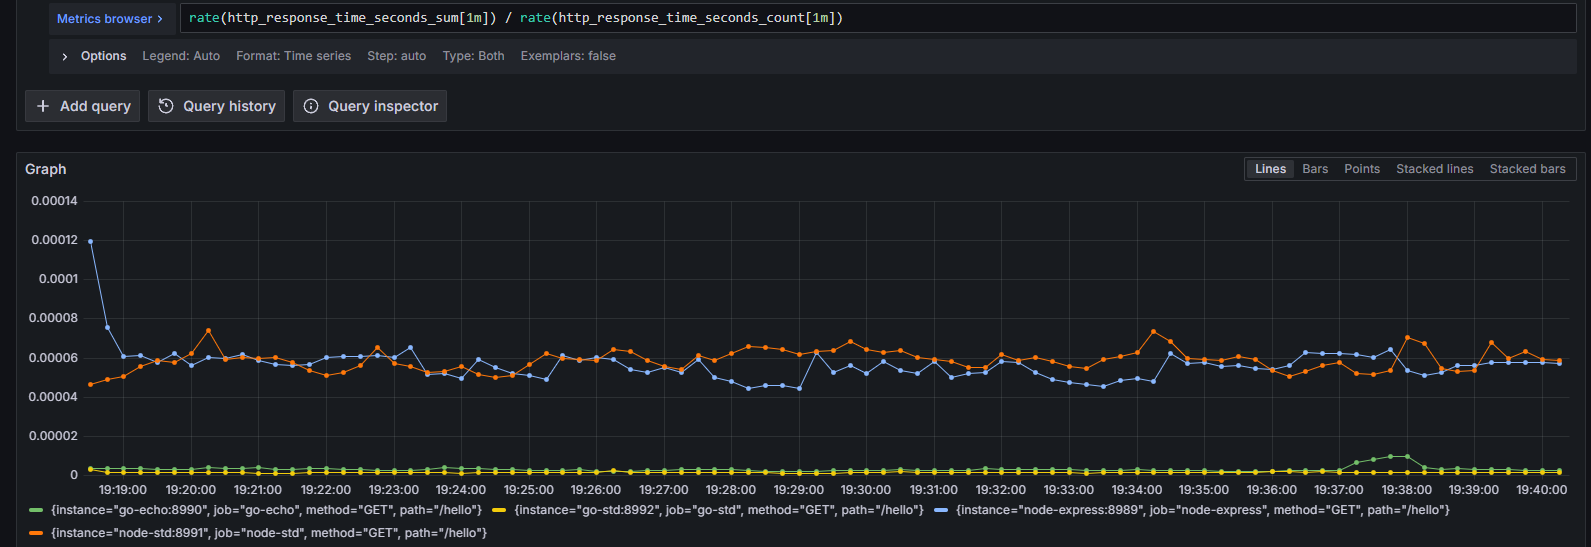 Metrics browser >
rate(http_response_time_seconds_sum[1m]) / rate(http_response_time_seconds_count[1m])
> Options Legend: Auto Format: Time series Step: auto Type: Both Exemplars: false
+ Add query Query history Query inspector
Graph
Lines Bars Points Stacked lines Stacked bars
0.00014
0.00012
0.0001
0.00008
0.00006
0.00004
0.00002
0
19:19:00 19:20:00 19:21:00 19:22:00 19:23:00 19:24:00 19:25:00 19:26:00 19:27:00 19:28:00 19:29:00 19:30:00 19:31:00 19:32:00 19:33:00 19:34:00 19:35:00 19:36:00 19:37:00 19:38:00 19:39:00 19:40:00
{instance="go-echo:8990", job="go-echo", method="GET", path="/hello"} {instance="go-std:8992", job="go-std", method="GET", path="/hello"} {instance="node-express:8989", job="node-express", method="GET", path="/hello"}
{instance="node-std:8991", job="node-std", method="GET", path="/hello"}